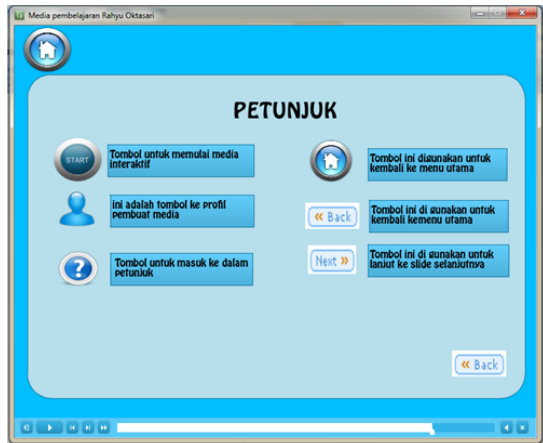 Media pembelajaran Rahyu Oktasari
PETUNJUK
START
Tombol untuk memulai media
interaktif
ini adalah tombol ke profil
pembuat media
?
Tombol untuk masuk ke dalam
petunjuk
Tombol ini digunakan untuk
kembali ke menu utama
« Back
Tombol ini di gunakan untuk
kembali kemenu utama
Next »
Tombol ini di gunakan untuk
lanjut ke slide selanjutnya
« Back